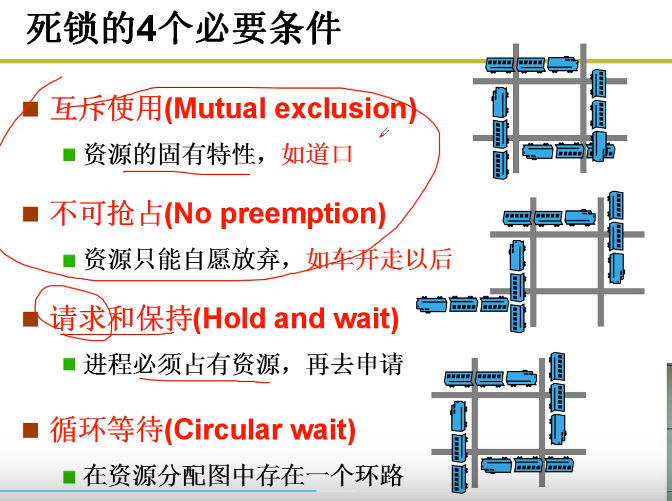 死锁的4个必要条件
互斥使用(Mutual exclusion)
资源的固有特性，如道口
不可抢占(No preemption)
资源只能自愿放弃，如车开走以后
请求和保持(Hold and wait)
进程必须占有资源，再去申请
循环等待(Circular wait)
在资源分配图中存在一个环路